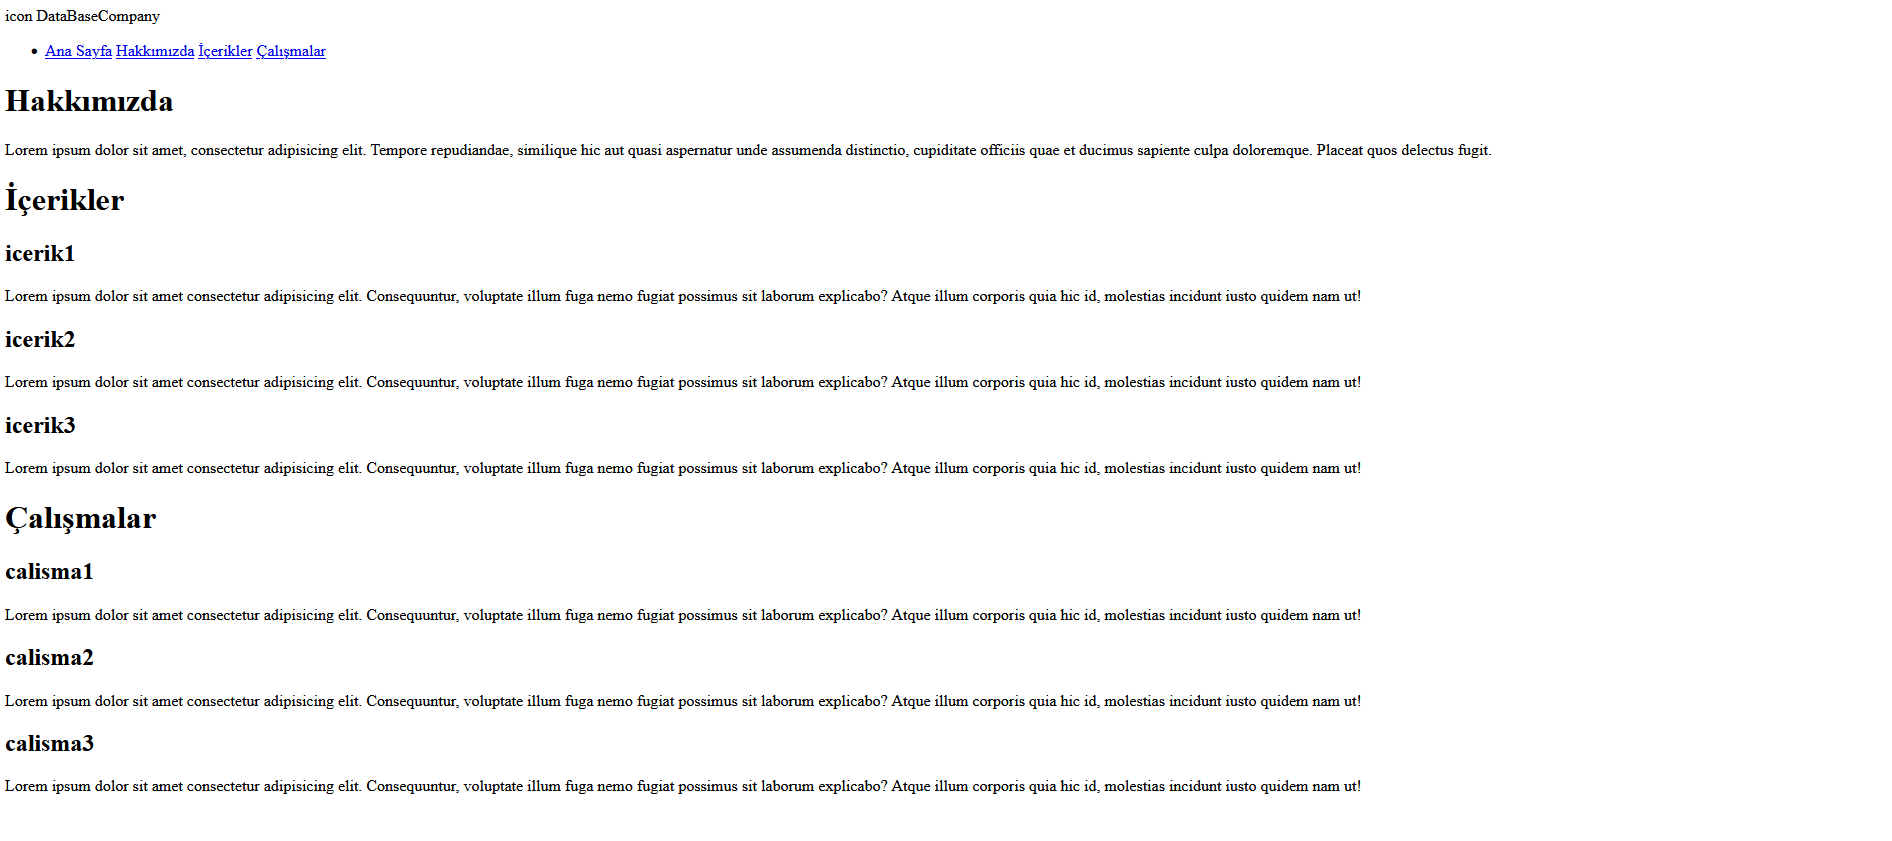 icon DataBaseCompany
Ana Sayfa Hakkımızda İçerikler Çalışmalar
Hakkımızda
Lorem ipsum dolor sit amet, consectetur adipisicing elit. Tempore repudiandae, similique hic aut quasi aspernatur unde assumenda distinctio, cupiditate officiis quae et ducimus sapiente culpa doloremque. Placeat quos delectus fugit.
İçerikler
icerik1
Lorem ipsum dolor sit amet consectetur adipisicing elit. Consequuntur, voluptate illum fuga nemo fugiat possimus sit laborum explicabo? Atque illum corporis quia hic id, molestias incidunt iusto quidem nam ut!
icerik2
Lorem ipsum dolor sit amet consectetur adipisicing elit. Consequuntur, voluptate illum fuga nemo fugiat possimus sit laborum explicabo? Atque illum corporis quia hic id, molestias incidunt iusto quidem nam ut!
icerik3
Lorem ipsum dolor sit amet consectetur adipisicing elit. Consequuntur, voluptate illum fuga nemo fugiat possimus sit laborum explicabo? Atque illum corporis quia hic id, molestias incidunt iusto quidem nam ut!
Çalışmalar
calisma1
Lorem ipsum dolor sit amet consectetur adipisicing elit. Consequuntur, voluptate illum fuga nemo fugiat possimus sit laborum explicabo? Atque illum corporis quia hic id, molestias incidunt iusto quidem nam ut!
calisma2
Lorem ipsum dolor sit amet consectetur adipisicing elit. Consequuntur, voluptate illum fuga nemo fugiat possimus sit laborum explicabo? Atque illum corporis quia hic id, molestias incidunt iusto quidem nam ut!
calisma3
Lorem ipsum dolor sit amet consectetur adipisicing elit. Consequuntur, voluptate illum fuga nemo fugiat possimus sit laborum explicabo? Atque illum corporis quia hic id, molestias incidunt iusto quidem nam ut!